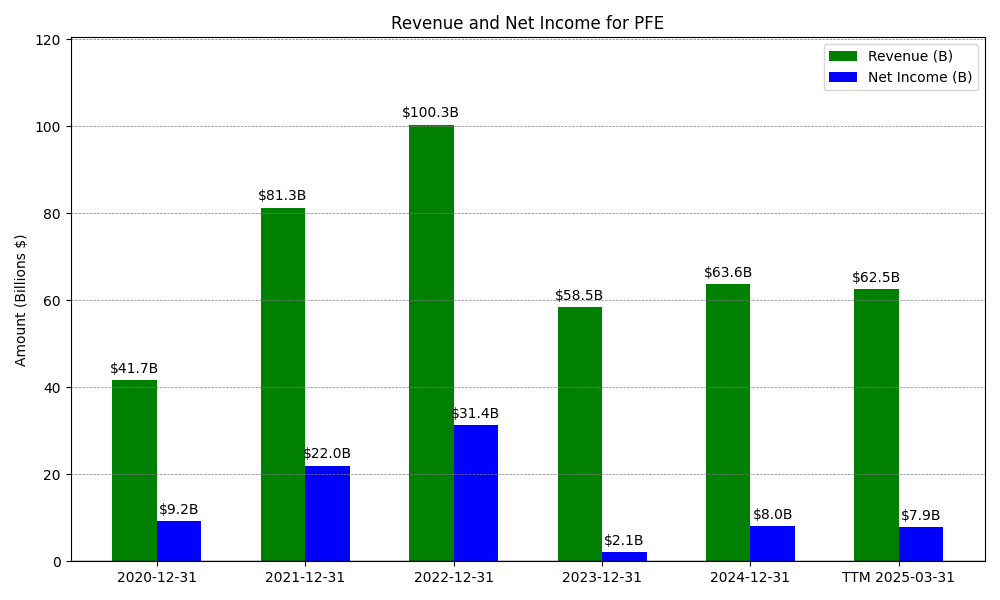 Revenue and Net Income for PFE
Revenue (B)
Net Income (B)
Amount (Billions $)
120
100
80
60
40
20
0
$41.7B
$9.2B
$81.3B
$22.0B
$100.3B
$31.4B
$58.5B
$2.1B
$63.6B
$8.0B
$62.5B
$7.9B
2020-12-31
2021-12-31
2022-12-31
2023-12-31
2024-12-31
TTM 2025-03-31